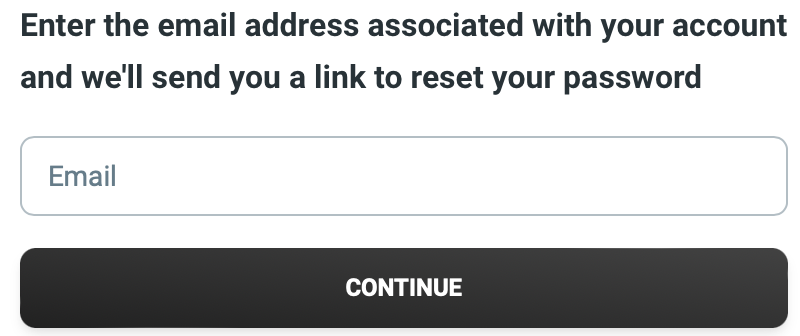 Enter the email address associated with your account
and we'll send you a link to reset your password
Email
CONTINUE